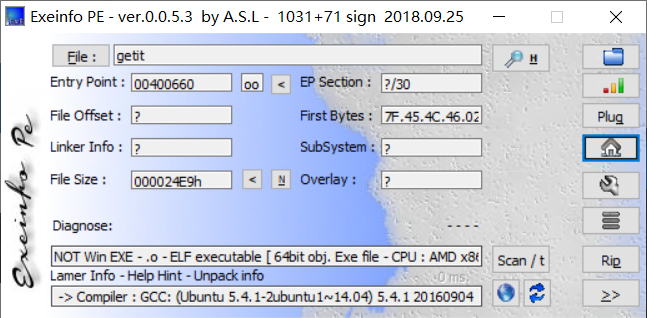 Exeinfo PE - ver.0.0.5.3 by A.S.L - 1031+71 sign 2018.09.25
Exeinfo Pe
File : getit H
Entry Point : 00400660 oo < EP Section : ?/30
File Offset : ? First Bytes : 7F.45.4C.46.02 Plug
Linker Info : ? SubSystem : ?
File Size : 000024E9h < N Overlay : ?
Diagnose: - - - -
NOT Win EXE - .o - ELF executable [ 64bit obj. Exe file - CPU : AMD x86 Scan / t Rip
Lamer Info - Help Hint - Unpack info 0 ms.
-> Compiler : GCC: (Ubuntu 5.4.1-2ubuntu1~14.04) 5.4.1 20160904 >>